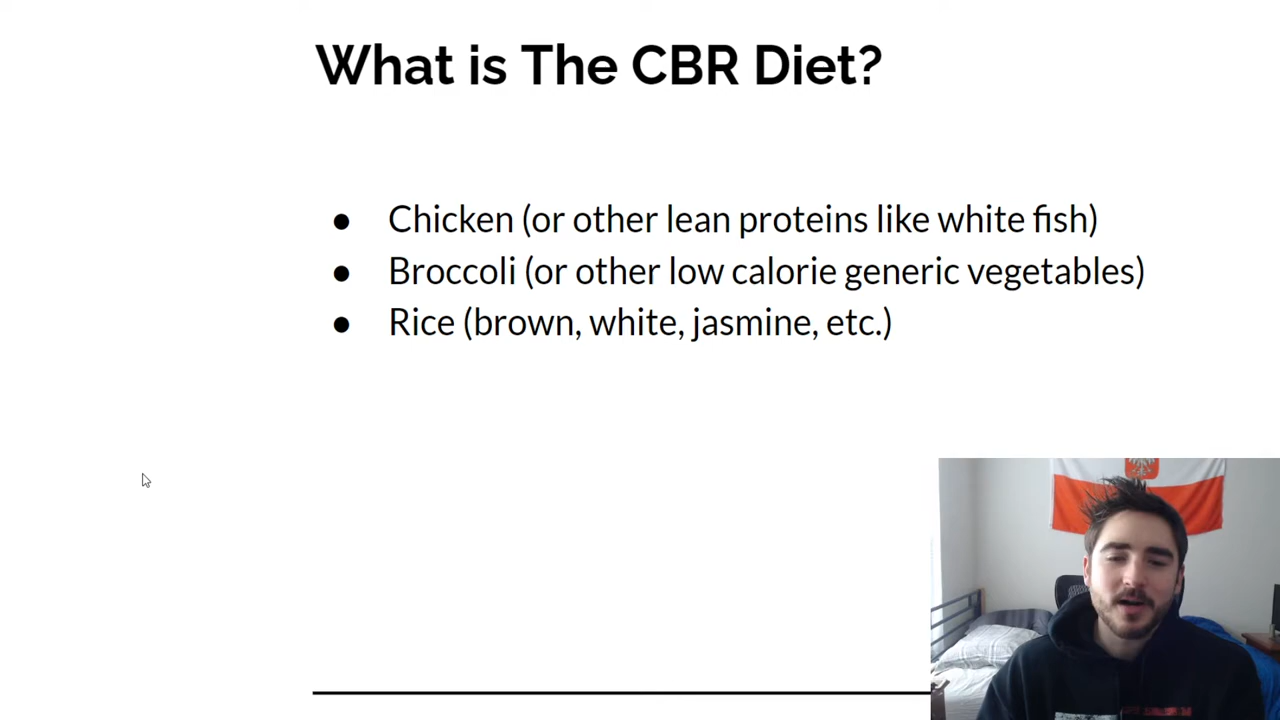 What is The CBR Diet?
● Chicken (or other lean proteins like white fish)
● Broccoli (or other low calorie generic vegetables)
● Rice (brown, white, jasmine, etc.)